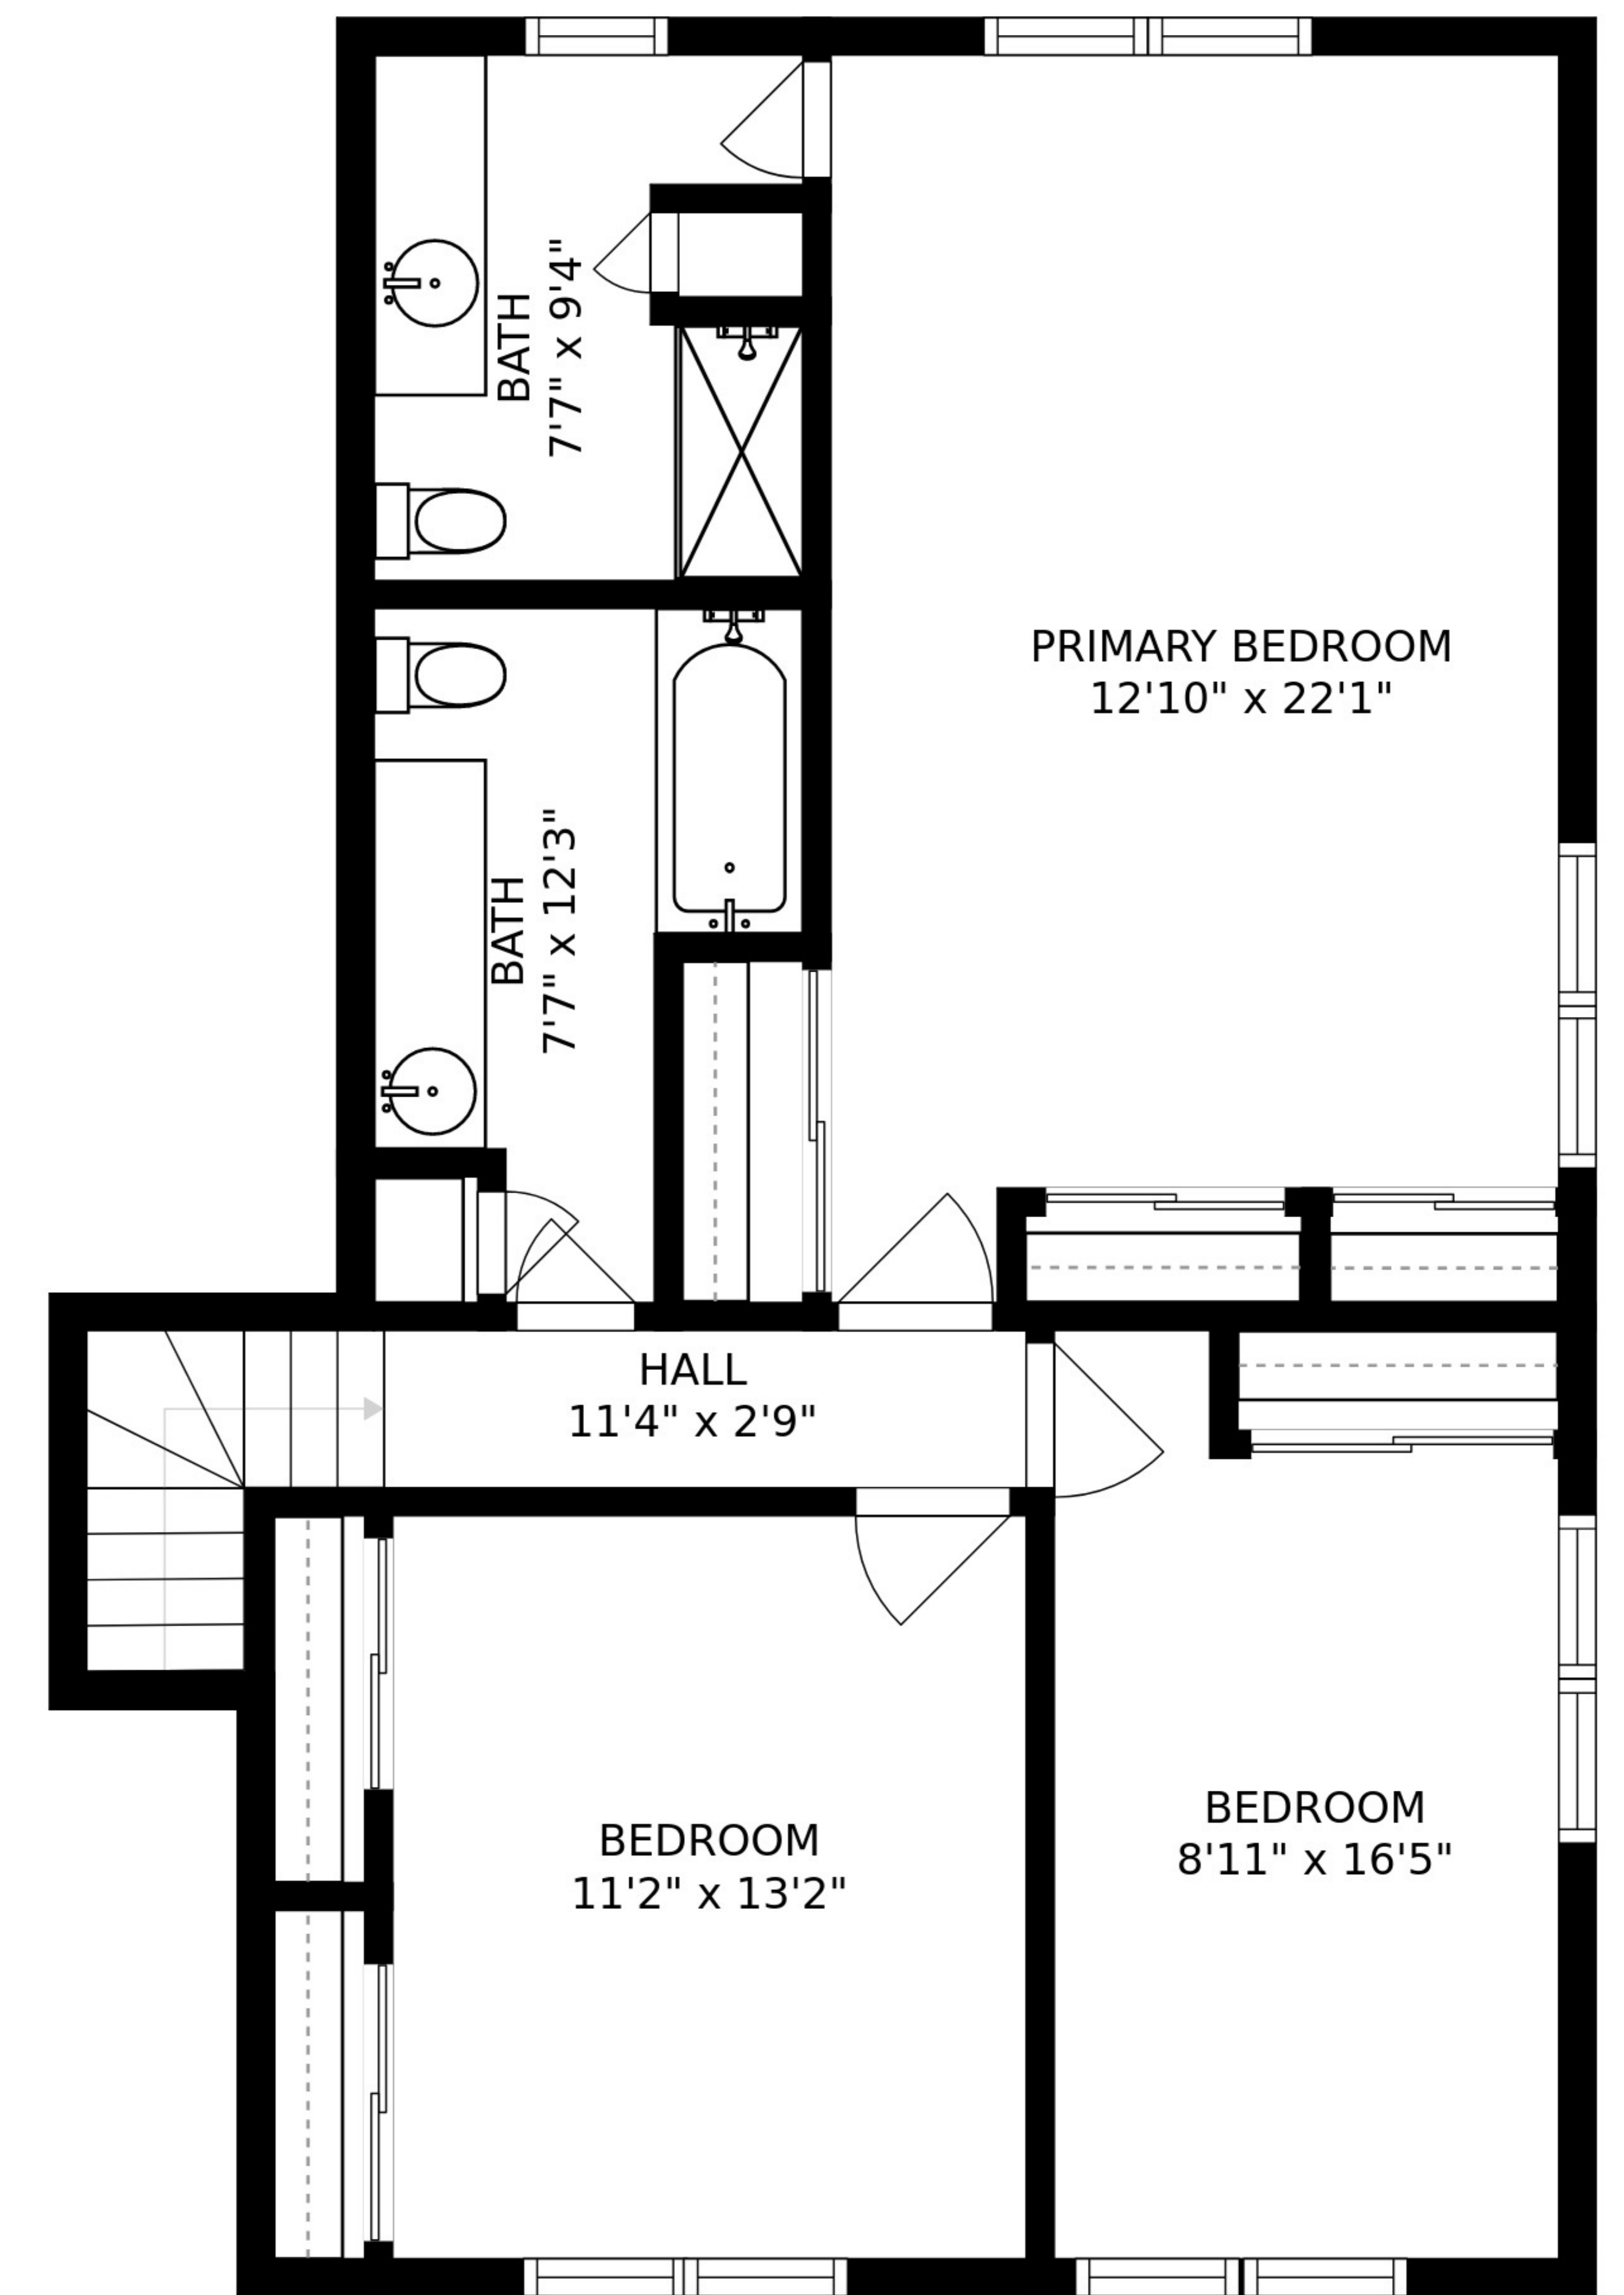 BATH
7'7" x 9'4"
PRIMARY BEDROOM
12'10" x 22'1"
BATH
7'7" x 12'3"
HALL
11'4" x 2'9"
BEDROOM
11'2" x 13'2"
BEDROOM
8'11" x 16'5"